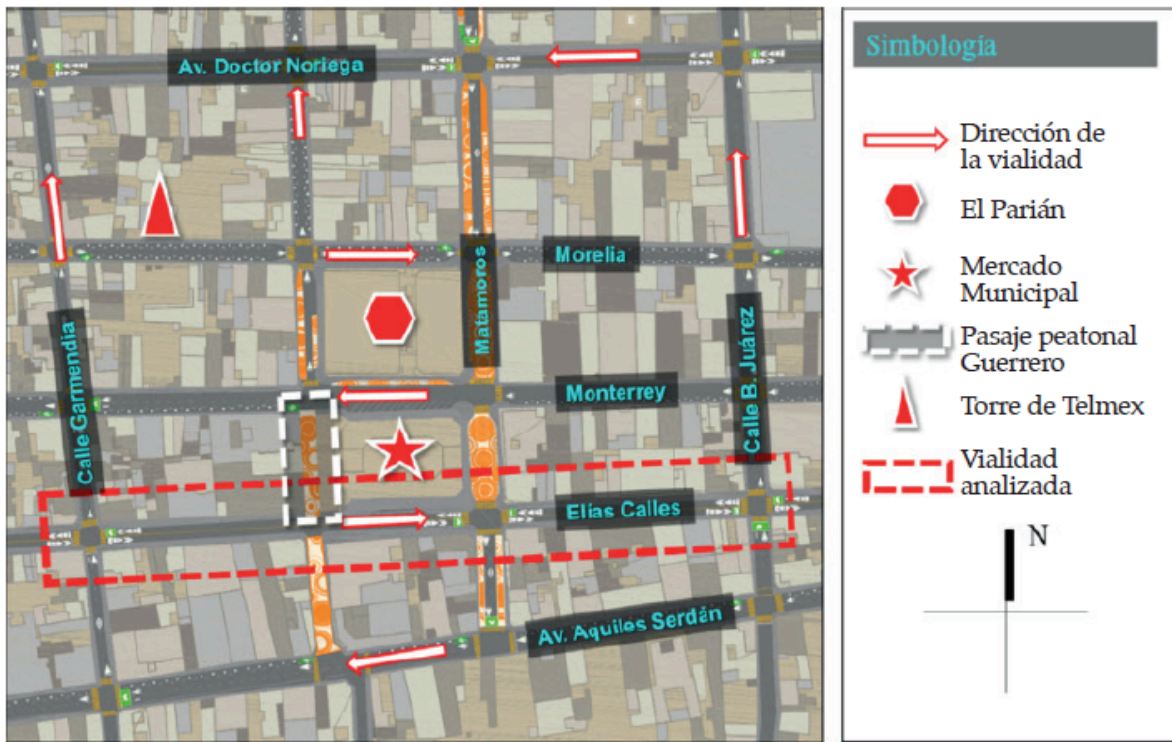 Av. Doctor Noriega
Morelia
Matamoros
Calle Garmendia
Calle B. Juárez
Monterrey
Elías Calles
Av. Aquiles Serdán
Simbología
Dirección de
la vialidad
El Parián
Mercado
Municipal
Pasaje peatonal
Guerrero
Torre de Telmex
Vialidad
analizada
N